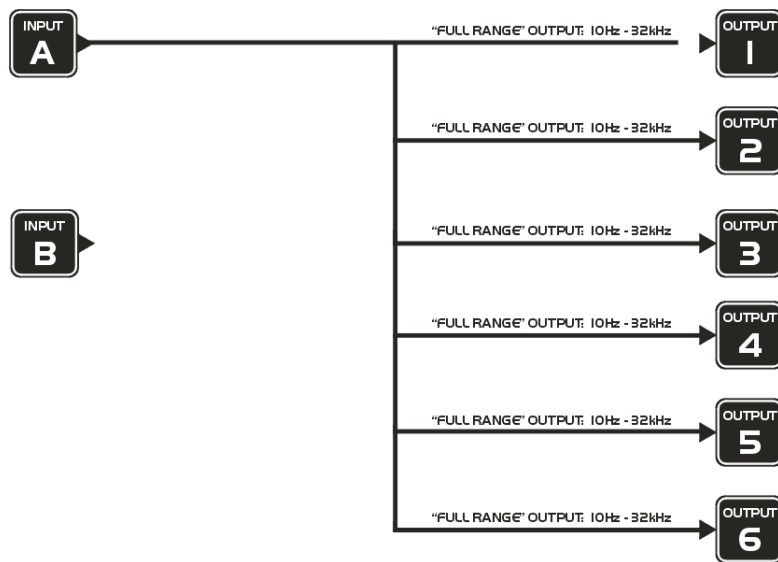 INPUT
A
"FULL RANGE" OUTPUT: 10Hz - 32kHz
OUTPUT
1
"FULL RANGE" OUTPUT: 10Hz - 32kHz
OUTPUT
2
INPUT
B
"FULL RANGE" OUTPUT: 10Hz - 32kHz
OUTPUT
3
"FULL RANGE" OUTPUT: 10Hz - 32kHz
OUTPUT
4
"FULL RANGE" OUTPUT: 10Hz - 32kHz
OUTPUT
5
"FULL RANGE" OUTPUT: 10Hz - 32kHz
OUTPUT
6